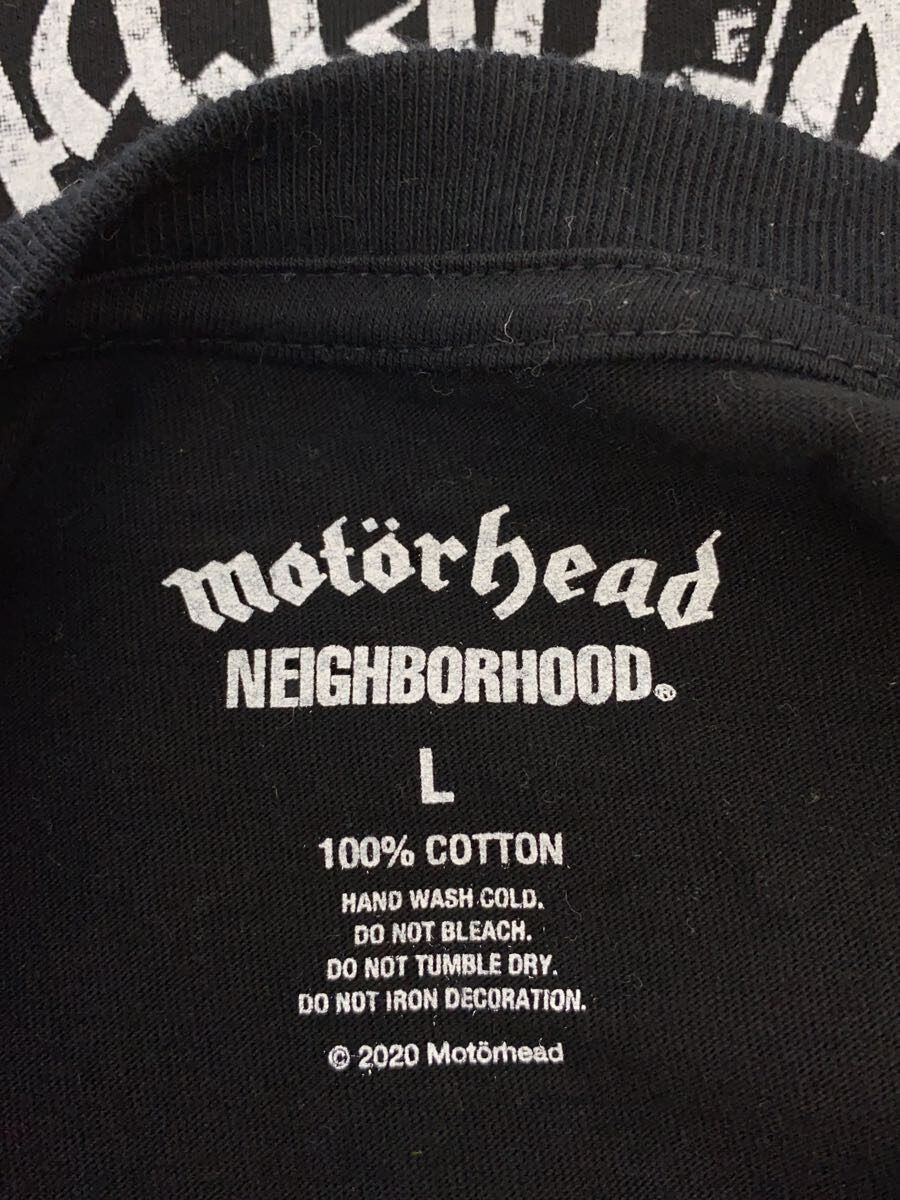 motörhead
NEIGHBORHOOD®
L
100% COTTON
HAND WASH COLD.
DO NOT BLEACH.
DO NOT TUMBLE DRY.
DO NOT IRON DECORATION.
© 2020 Motörhead